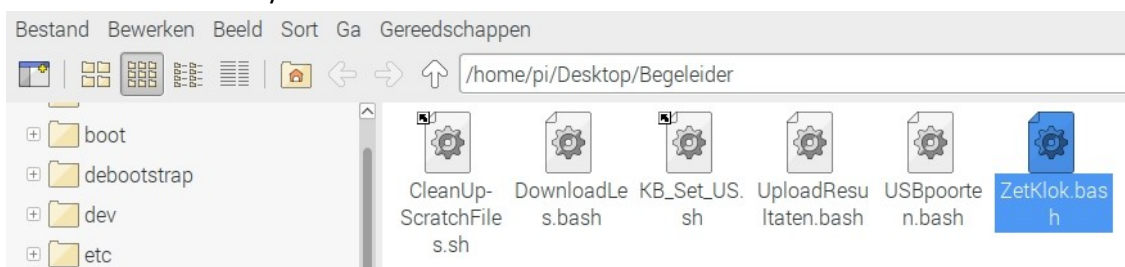 Bestand Bewerken Beeld Sort Ga Gereedschappen
/home/pi/Desktop/Begeleider
boot
debootstrap
dev
etc
CleanUp-
ScratchFile
s.sh
DownloadLe
s.bash
KB_Set_US.
sh
UploadResu
ltaten.bash
USBpoorte
n.bash
ZetKlok.bas
h